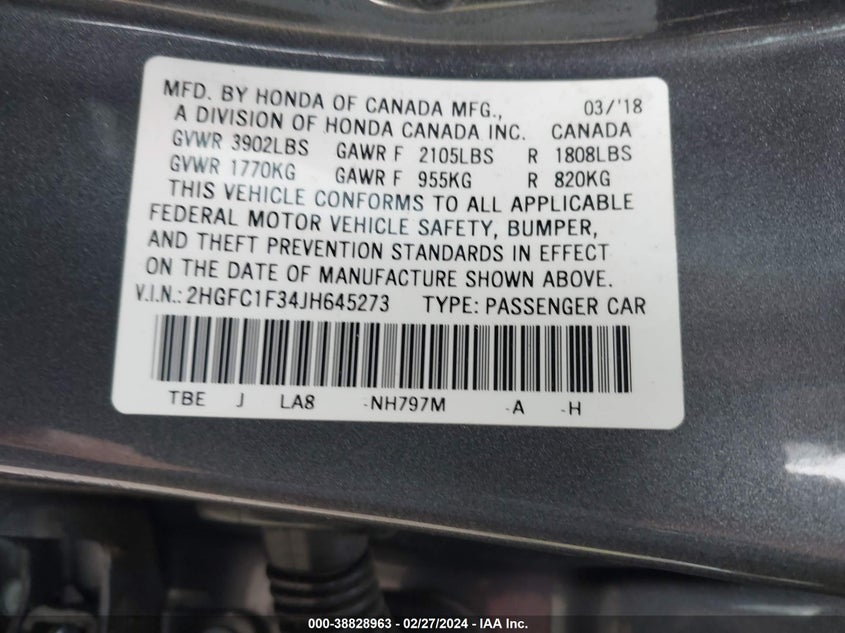 MFD. BY HONDA OF CANADA MFG., 03/'18
A DIVISION OF HONDA CANADA INC. CANADA
GVWR 3902LBS GAWR F 2105LBS R 1808LBS
GVWR 1770KG GAWR F 955KG R 820KG
THIS VEHICLE CONFORMS TO ALL APPLICABLE
FEDERAL MOTOR VEHICLE SAFETY, BUMPER,
AND THEFT PREVENTION STANDARDS IN EFFECT
ON THE DATE OF MANUFACTURE SHOWN ABOVE.
V.I.N.: 2HGFC1F34JH645273 TYPE: PASSENGER CAR
TBE J LA8 -NH797M -A -H
000-38828963 - 02/27/2024 - IAA Inc.